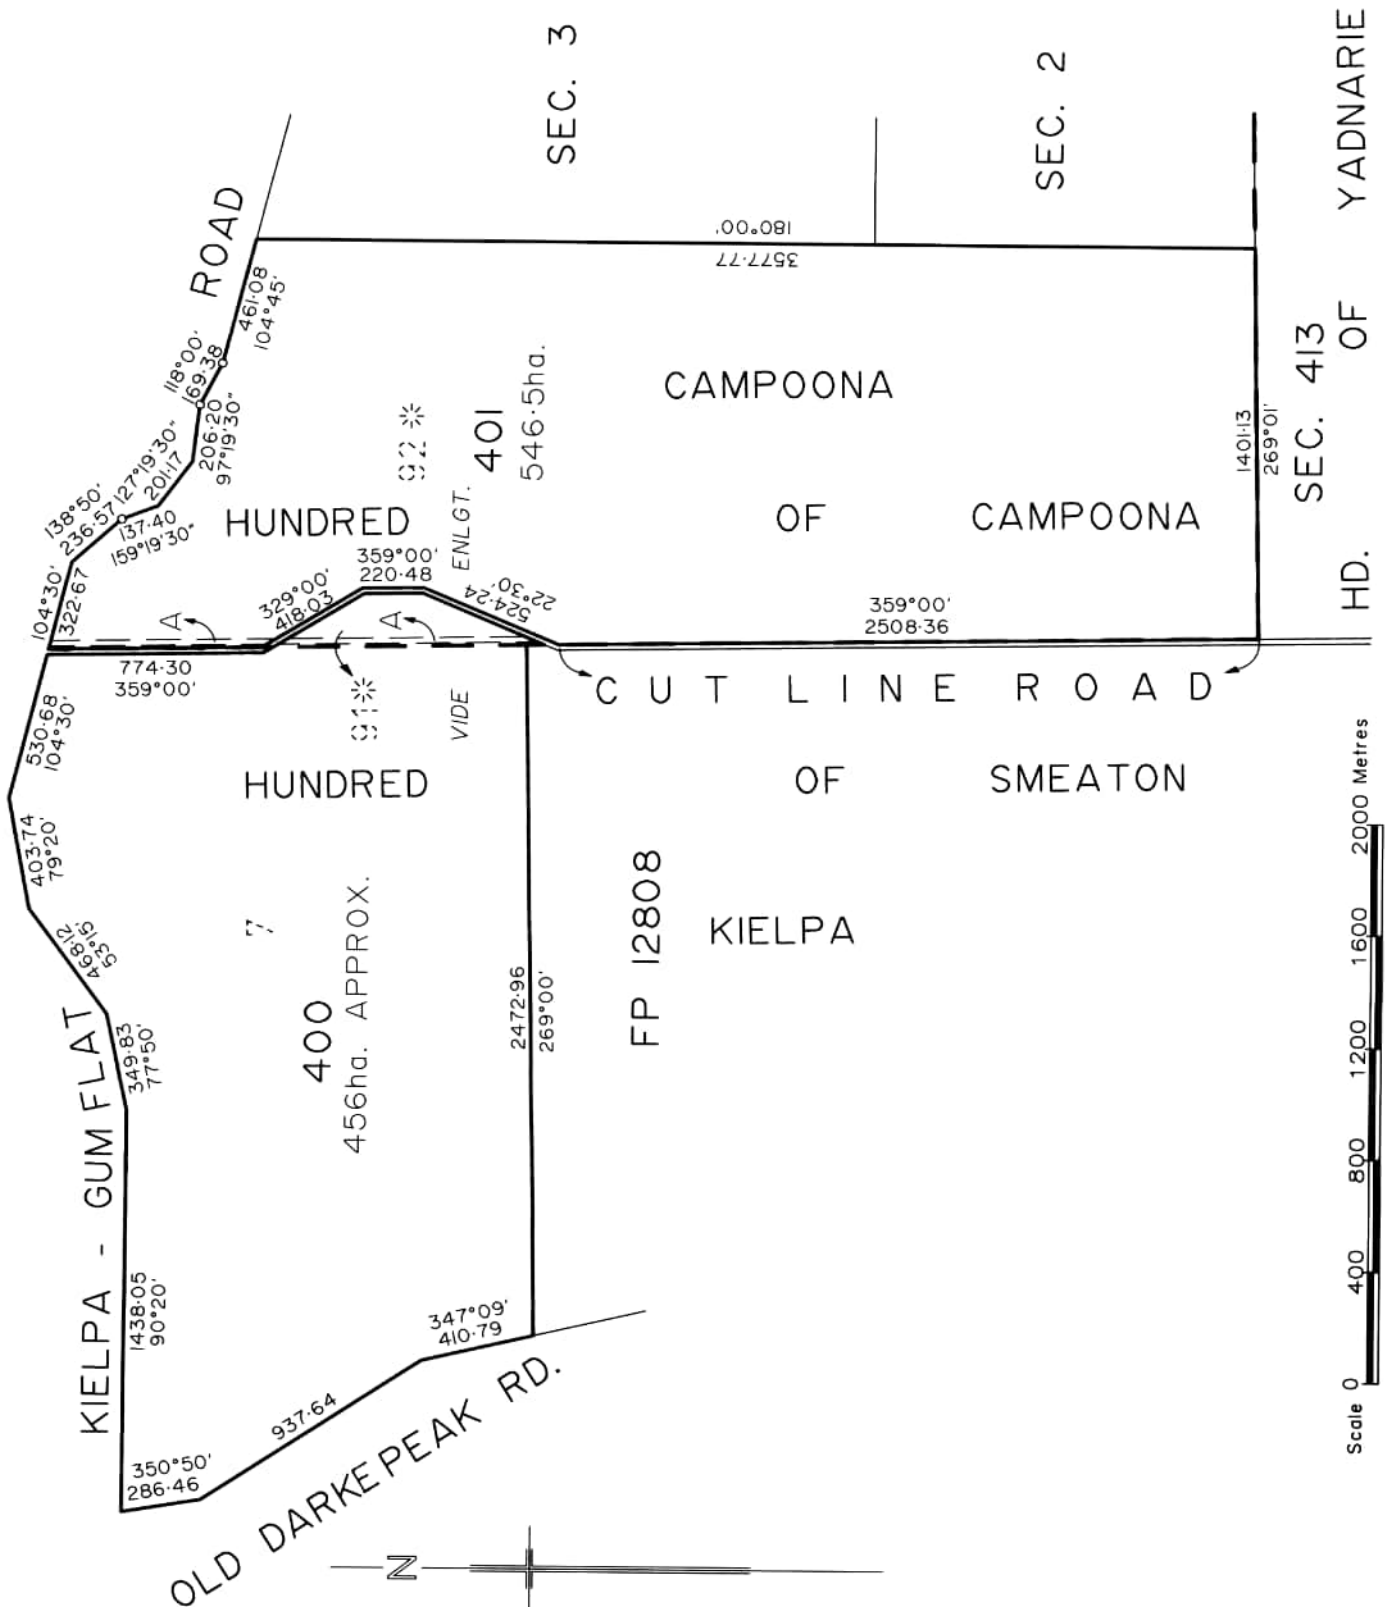 SEC. 3
SEC. 2
YADNARIE
OF
HD.
SEC. 413
ROAD
180°00'
3577·77
461·08
104°45'
118°00'
169·38
206·20
97°19'30"
127°19'30"
201·17
137·40
159°19'30"
138°50'
236·57
104°30'
322·67
HUNDRED
OF
CAMPOONA
CAMPOONA
92*
401
546·5ha.
1401·13
269°01'
ENLGT.
359°00'
220·48
329°00'
418·03
A
A
524·24
22°30'
359°00'
2508·36
774·30
359°00'
91*
VIDE
CUT LINE ROAD
530·68
104°30'
HUNDRED
OF
SMEATON
403·74
79°20'
468·12
53°15'
349·83
77°50'
7
400
456ha. APPROX.
2472·96
269°00'
FP 12808
KIELPA
KIELPA - GUM FLAT
1438·05
90°20'
347°09'
410·79
937·64
350°50'
286·46
OLD DARKE PEAK RD.
N
Scale 0 400 800 1200 1600 2000 Metres